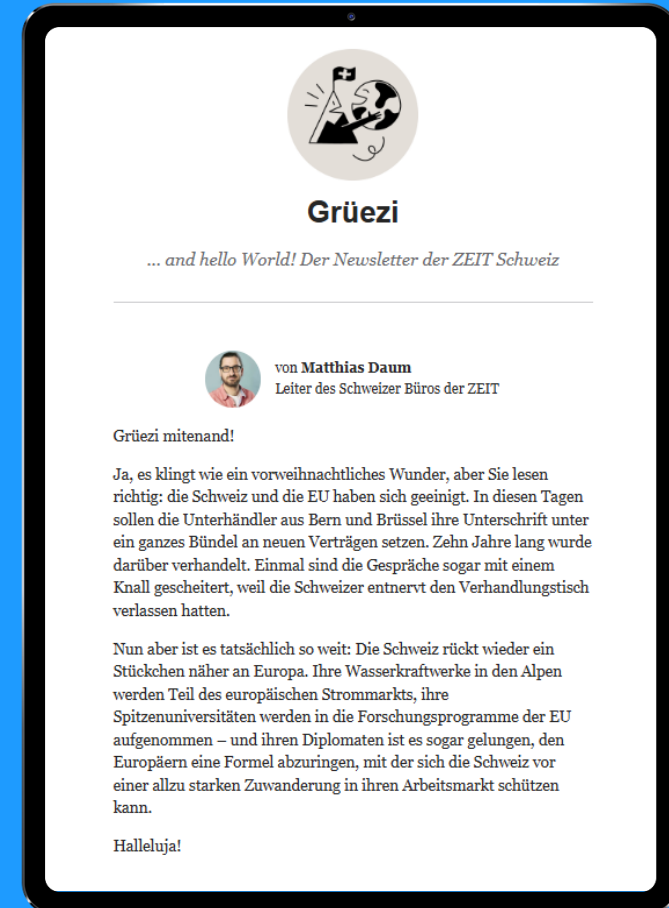 Grüezi
... and hello World! Der Newsletter der ZEIT Schweiz
von Matthias Daum
Leiter des Schweizer Büros der ZEIT
Grüezi mitenand!
Ja, es klingt wie ein vorweihnachtliches Wunder, aber Sie lesen
richtig: die Schweiz und die EU haben sich geeinigt. In diesen Tagen
sollen die Unterhändler aus Bern und Brüssel ihre Unterschrift unter
ein ganzes Bündel an neuen Verträgen setzen. Zehn Jahre lang wurde
darüber verhandelt. Einmal sind die Gespräche sogar mit einem
Knall gescheitert, weil die Schweizer entnervt den Verhandlungstisch
verlassen hatten.
Nun aber ist es tatsächlich so weit: Die Schweiz rückt wieder ein
Stückchen näher an Europa. Ihre Wasserkraftwerke in den Alpen
werden Teil des europäischen Strommarkts, ihre
Spitzenuniversitäten werden in die Forschungsprogramme der EU
aufgenommen – und ihren Diplomaten ist es sogar gelungen, den
Europäern eine Formel abzuringen, mit der sich die Schweiz vor
einer allzu starken Zuwanderung in ihren Arbeitsmarkt schützen
kann.
Halleluja!